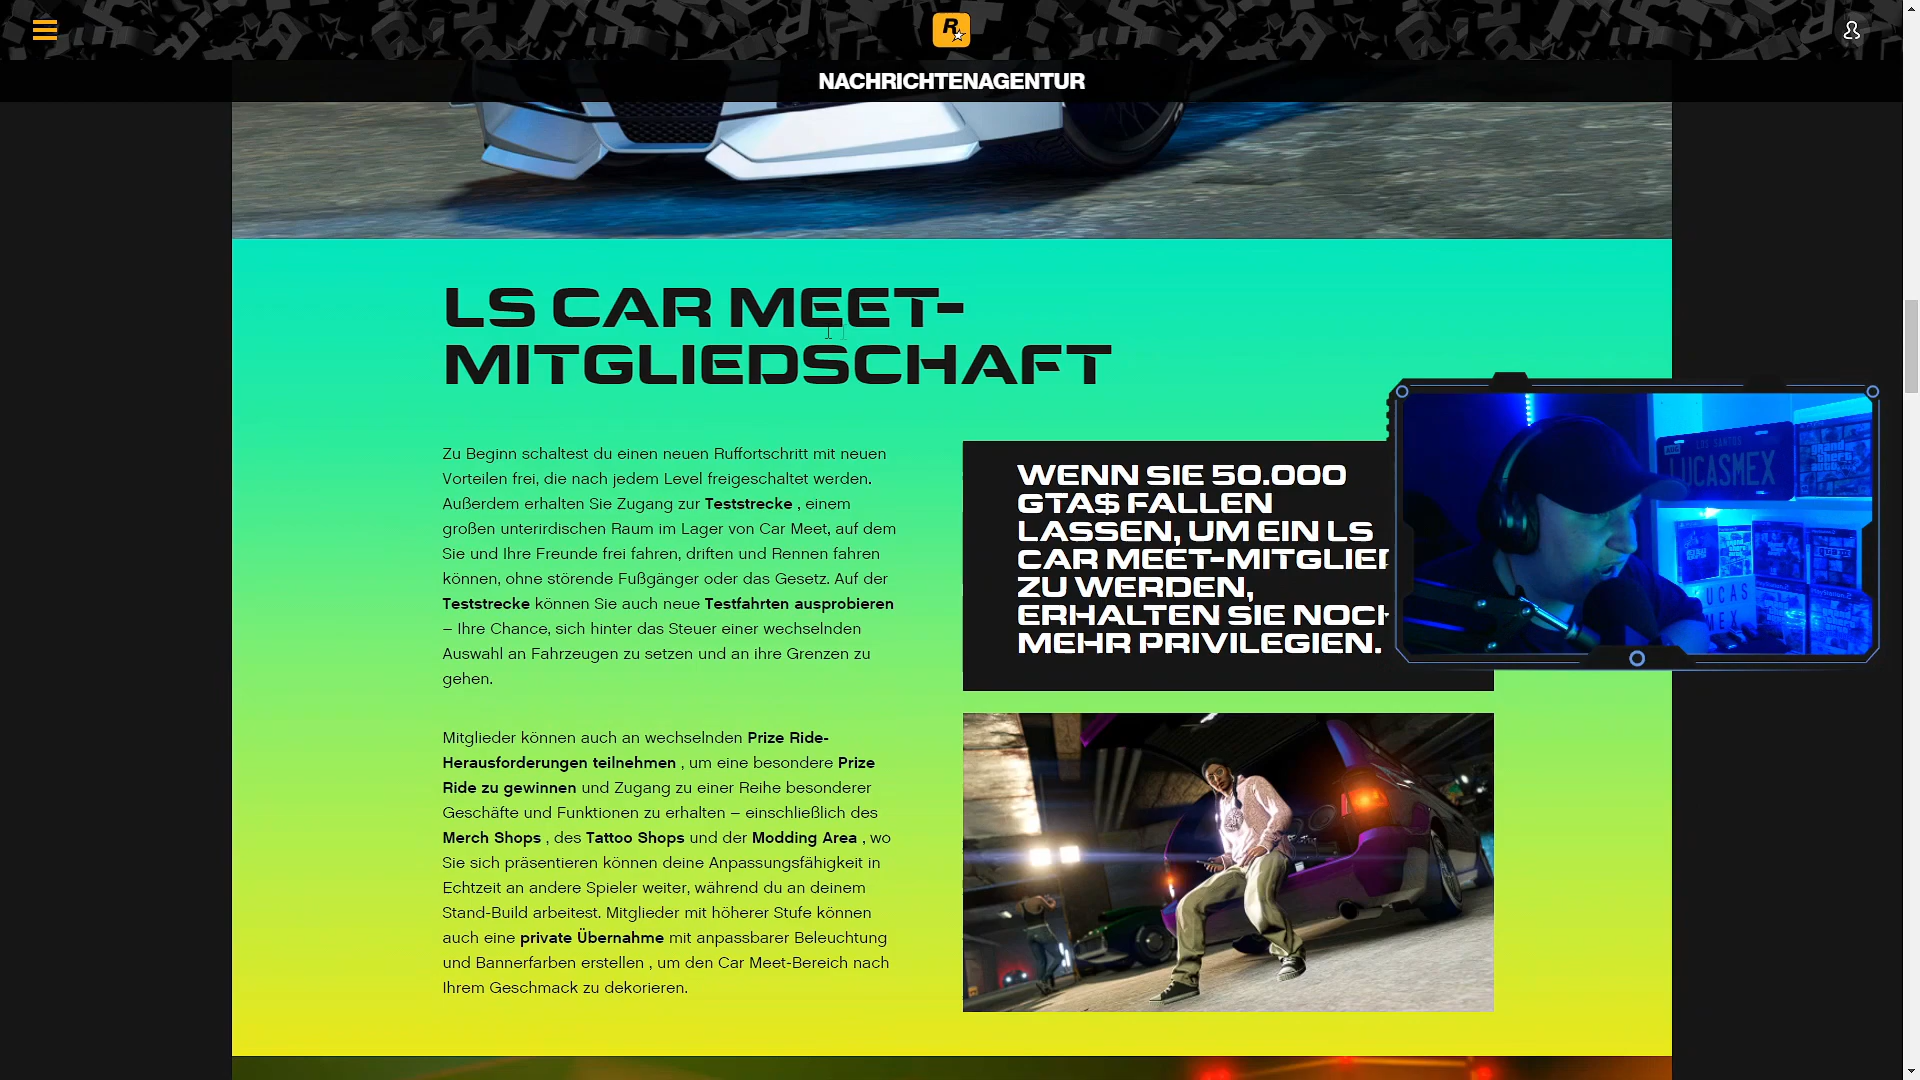 NACHRICHTENAGENTUR
LS CAR MEET-
MITGLIEDSCHAFT
Zu Beginn schaltest du einen neuen Ruffortschritt mit neuen
Vorteilen frei, die nach jedem Level freigeschaltet werden.
Außerdem erhalten Sie Zugang zur Teststrecke , einem
großen unterirdischen Raum im Lager von Car Meet, auf dem
Sie und Ihre Freunde frei fahren, driften und Rennen fahren
können, ohne störende Fußgänger oder das Gesetz. Auf der
Teststrecke können Sie auch neue Testfahrten ausprobieren
– Ihre Chance, sich hinter das Steuer einer wechselnden
Auswahl an Fahrzeugen zu setzen und an ihre Grenzen zu
gehen.
Mitglieder können auch an wechselnden Prize Ride-
Herausforderungen teilnehmen , um eine besondere Prize
Ride zu gewinnen und Zugang zu einer Reihe besonderer
Geschäfte und Funktionen zu erhalten – einschließlich des
Merch Shops , des Tattoo Shops und der Modding Area , wo
Sie sich präsentieren können deine Anpassungsfähigkeit in
Echtzeit an andere Spieler weiter, während du an deinem
Stand-Build arbeitest. Mitglieder mit höherer Stufe können
auch eine private Übernahme mit anpassbarer Beleuchtung
und Bannerfarben erstellen , um den Car Meet-Bereich nach
Ihrem Geschmack zu dekorieren.
WENN SIE 50.000
GTA$ FALLEN
LASSEN, UM EIN LS
CAR MEET-MITGLIED
ZU WERDEN,
ERHALTEN SIE NOCH
MEHR PRIVILEGIEN.
LOS SANTOS
LUCASMEX
LUCAS
MEX